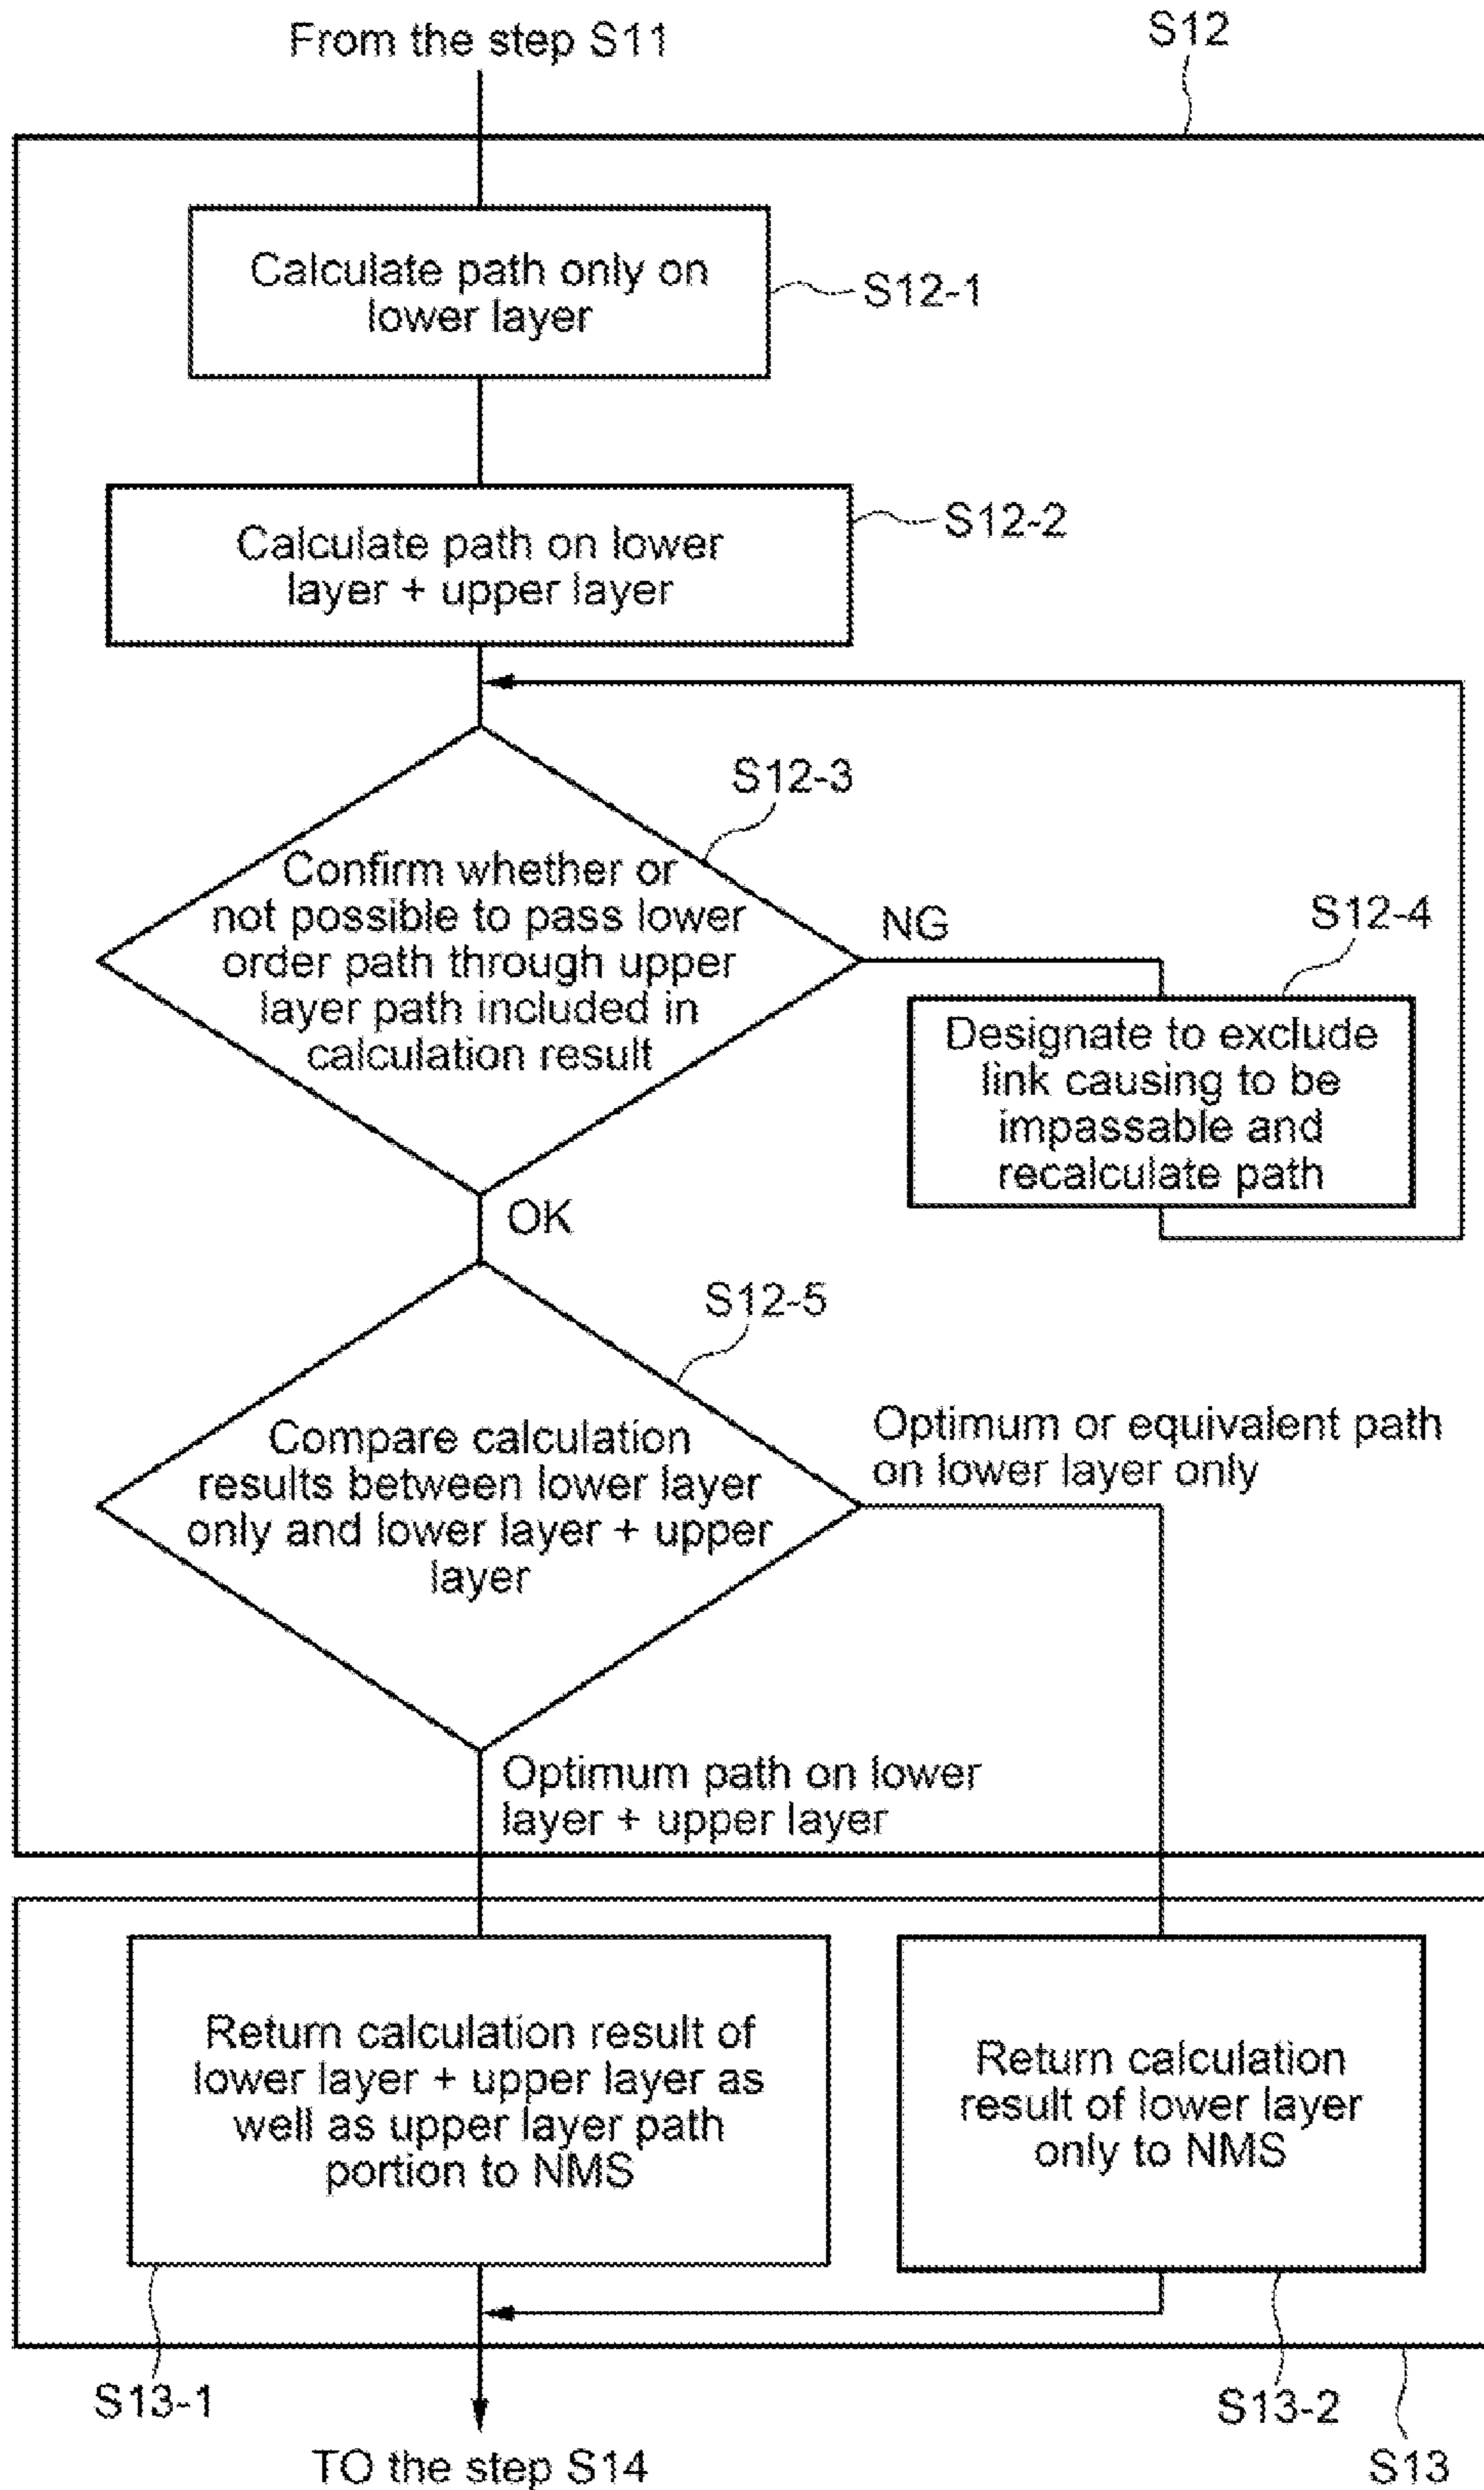 From the step S11
S12
Calculate path only on
lower layer
S12-1
Calculate path on lower
layer + upper layer
S12-2
S12-3
Confirm whether or
not possible to pass lower
order path through upper
layer path included in
calculation result
NG
S12-4
Designate to exclude
link causing to be
impassable and
recalculate path
OK
S12-5
Compare calculation
results between lower layer
only and lower layer + upper
layer
Optimum or equivalent path
on lower layer only
Optimum path on lower
layer + upper layer
Return calculation result of
lower layer + upper layer as
well as upper layer path
portion to NMS
Return calculation
result of lower layer
only to NMS
S13-1
S13-2
TO the step S14
S13